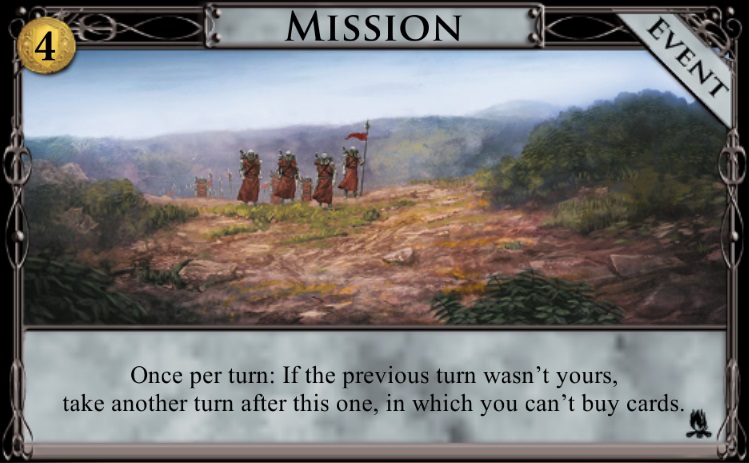 4
MISSION
EVENT
Once per turn: If the previous turn wasn't yours,
take another turn after this one, in which you can't buy cards.